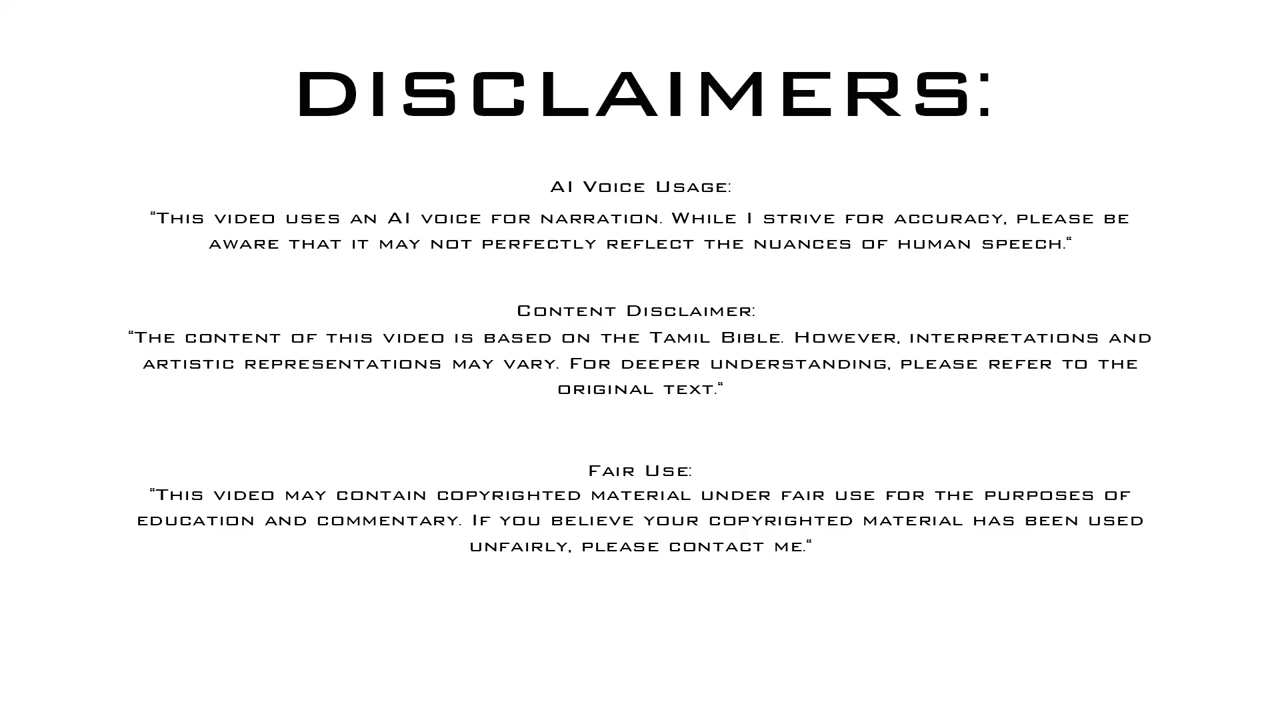 DISCLAIMERS:
AI Voice Usage:
“This video uses an AI voice for narration. While I strive for accuracy, please be
aware that it may not perfectly reflect the nuances of human speech.“
Content Disclaimer:
“The content of this video is based on the Tamil Bible. However, interpretations and
artistic representations may vary. For deeper understanding, please refer to the
original text.“
Fair Use:
“This video may contain copyrighted material under fair use for the purposes of
education and commentary. If you believe your copyrighted material has been used
unfairly, please contact me.“